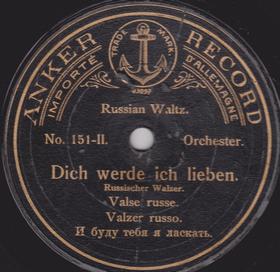 ANKER RECORD
IMPORTÉ D'ALLEMAGNE
TRADE MARK
Russian Waltz.
No. 151-II. Orchester.
Dich werde ich lieben.
Russischer Walzer.
Valse russe.
Valzer russo.
И буду тебя я ласкать.